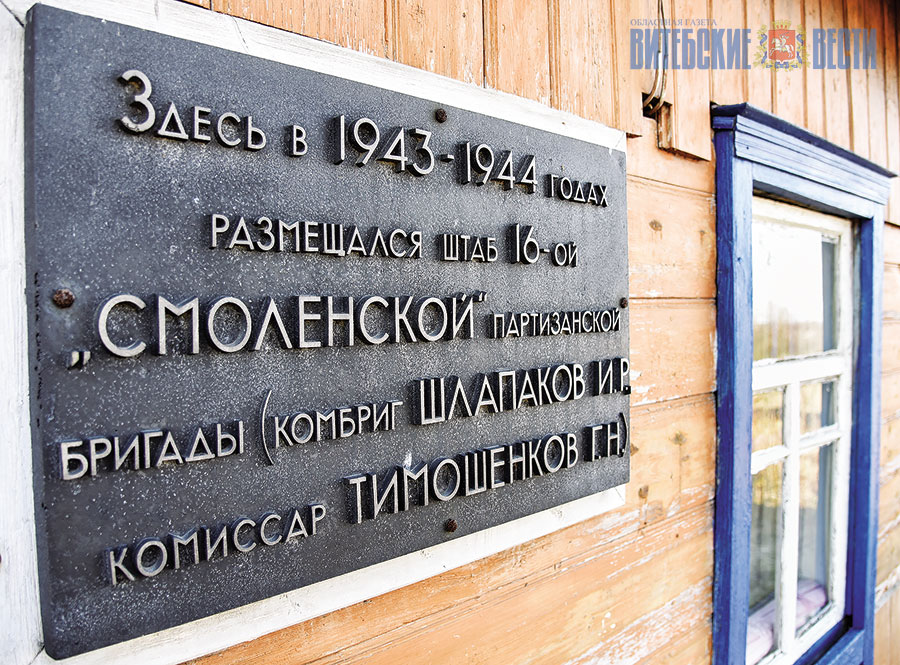 ОБЛАСТНАЯ ГАЗЕТА
ВИТЕБСКИЕ ВЕСТИ
ЗДЕСЬ В 1943-1944 ГОДАХ
РАЗМЕЩАЛСЯ ШТАБ 16-ОЙ
„СМОЛЕНСКОЙ“ ПАРТИЗАНСКОЙ
БРИГАДЫ (КОМБРИГ ШЛАПАКОВ И.Р.
КОМИССАР ТИМОШЕНКОВ Г.Н.)